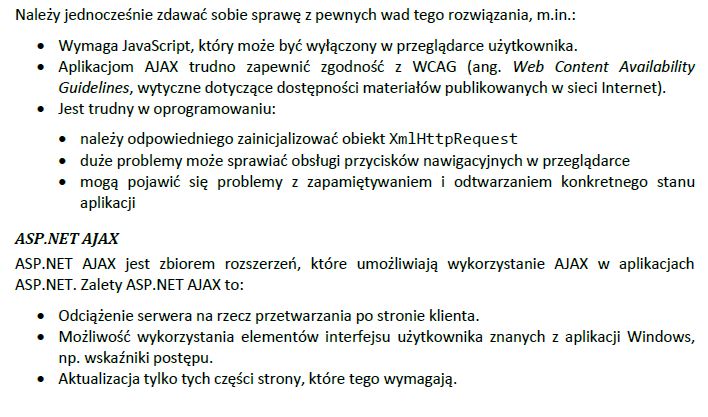 Należy jednocześnie zdawać sobie sprawę z pewnych wad tego rozwiązania, m.in.:
• Wymaga JavaScript, który może być wyłączony w przeglądarce użytkownika.
• Aplikacjom AJAX trudno zapewnić zgodność z WCAG (ang. Web Content Availability
Guidelines, wytyczne dotyczące dostępności materiałów publikowanych w sieci Internet).
• Jest trudny w oprogramowaniu:
• należy odpowiedniego zainicjalizować obiekt XmlHttpRequest
• duże problemy może sprawiać obsługi przycisków nawigacyjnych w przeglądarce
• mogą pojawić się problemy z zapamiętywaniem i odtwarzaniem konkretnego stanu
aplikacji
ASP.NET AJAX
ASP.NET AJAX jest zbiorem rozszerzeń, które umożliwiają wykorzystanie AJAX w aplikacjach
ASP.NET. Zalety ASP.NET AJAX to:
• Odciążenie serwera na rzecz przetwarzania po stronie klienta.
• Możliwość wykorzystania elementów interfejsu użytkownika znanych z aplikacji Windows,
np. wskaźniki postępu.
• Aktualizacja tylko tych części strony, które tego wymagają.